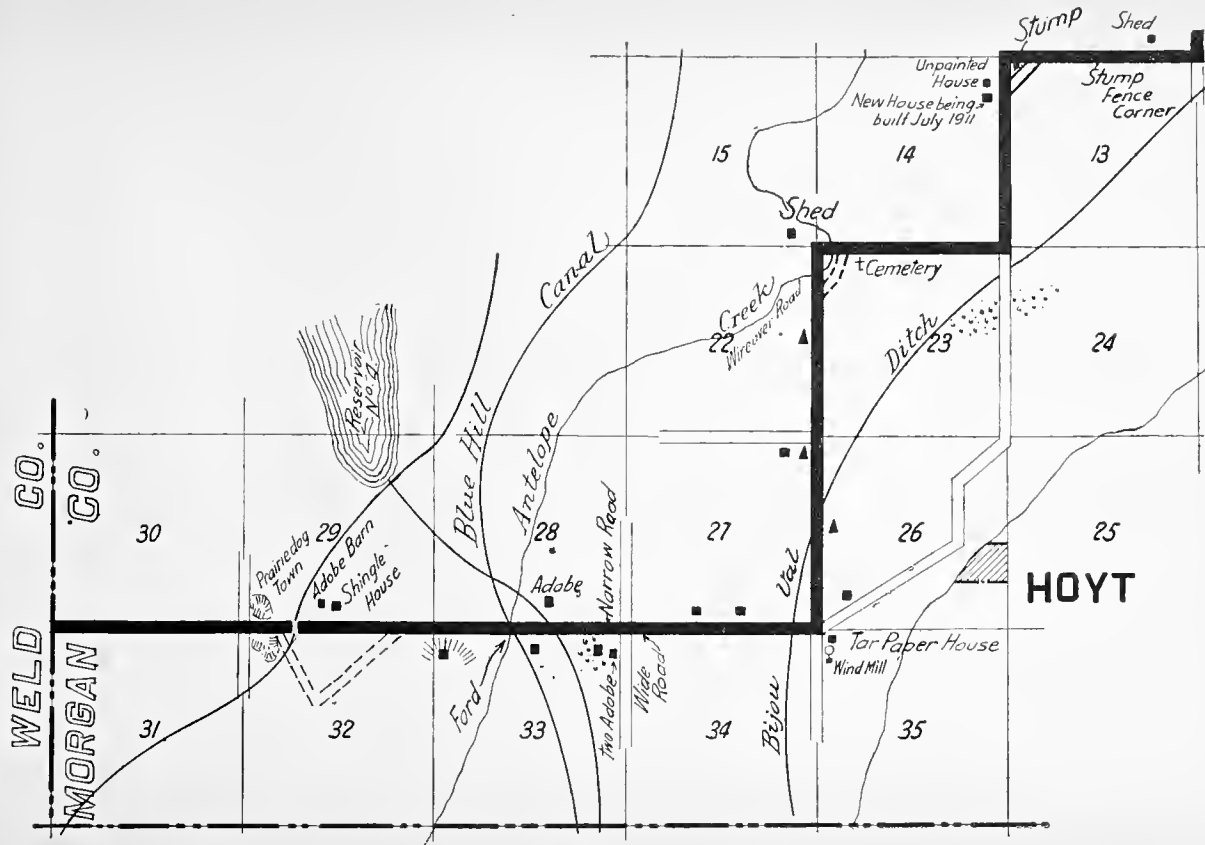 Stump
Shed
Unpainted
House
New House being
built July 1911
Stump
Fence
Corner
15
14
13
Shed
Cemetery
Canal
Creek
22
Wireover Road
Ditch
23
24
Reservoir
No. 4.
WELD CO.
MORGAN CO.
Blue Hill
Antelope
30
29
28
27
26
25
Prairiedog
Town
Adobe Barn
Shingle
House
Adobe
Narrow Road
Val
HOYT
Tar Paper House
Wind Mill
Ford
Two Adobe
Wide
Road
Bijou
31
32
33
34
35